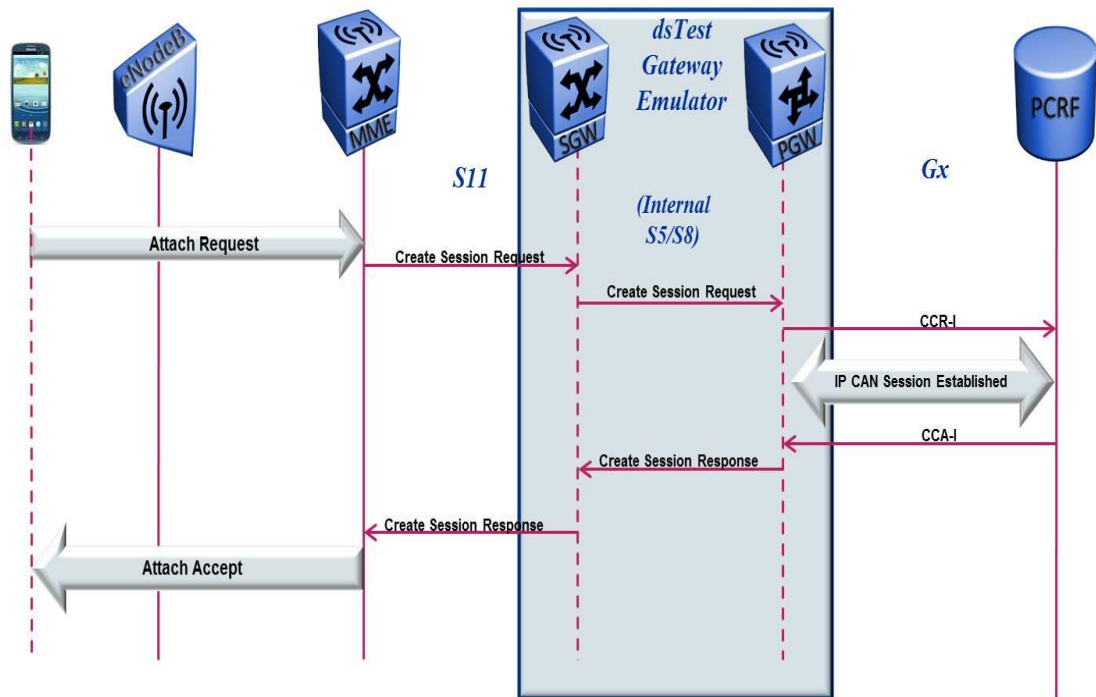 dsTest
Gateway
Emulator
eNodeB
MME
SGW
PGW
PCRF
S11
Gx
(Internal
S5/S8)
Attach Request
Create Session Request
Create Session Request
CCR-I
IP CAN Session Established
CCA-I
Create Session Response
Create Session Response
Attach Accept